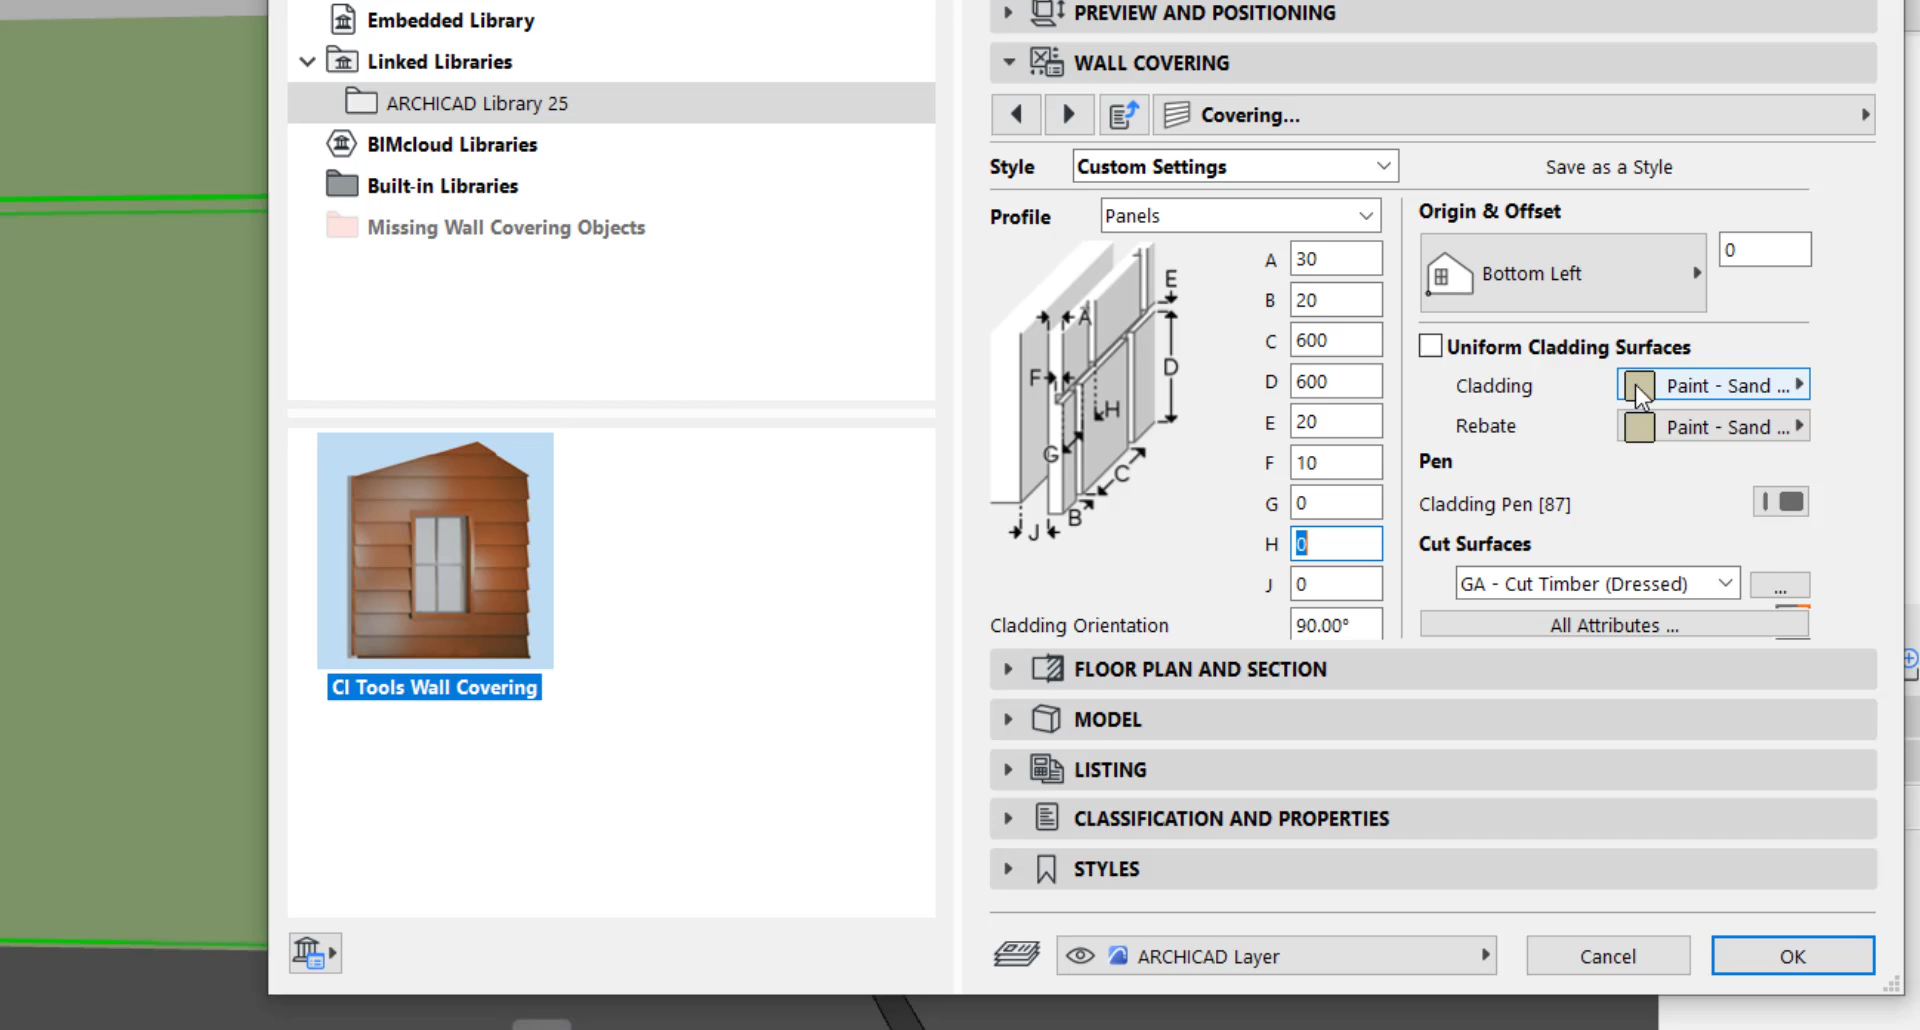 Embedded Library
Linked Libraries
ARCHICAD Library 25
BIMcloud Libraries
Built-in Libraries
Missing Wall Covering Objects
CI Tools Wall Covering
PREVIEW AND POSITIONING
WALL COVERING
Covering...
Style Custom Settings Save as a Style
Profile Panels
A 30
B 20
C 600
D 600
E 20
F 10
G 0
H 0
J 0
Cladding Orientation 90.00°
A
E
F
D
H
G
C
B
J
Origin & Offset
Bottom Left 0
Uniform Cladding Surfaces
Cladding Paint - Sand ...
Rebate Paint - Sand ...
Pen
Cladding Pen [87]
Cut Surfaces
GA - Cut Timber (Dressed) ...
All Attributes ...
FLOOR PLAN AND SECTION
MODEL
LISTING
CLASSIFICATION AND PROPERTIES
STYLES
ARCHICAD Layer Cancel OK